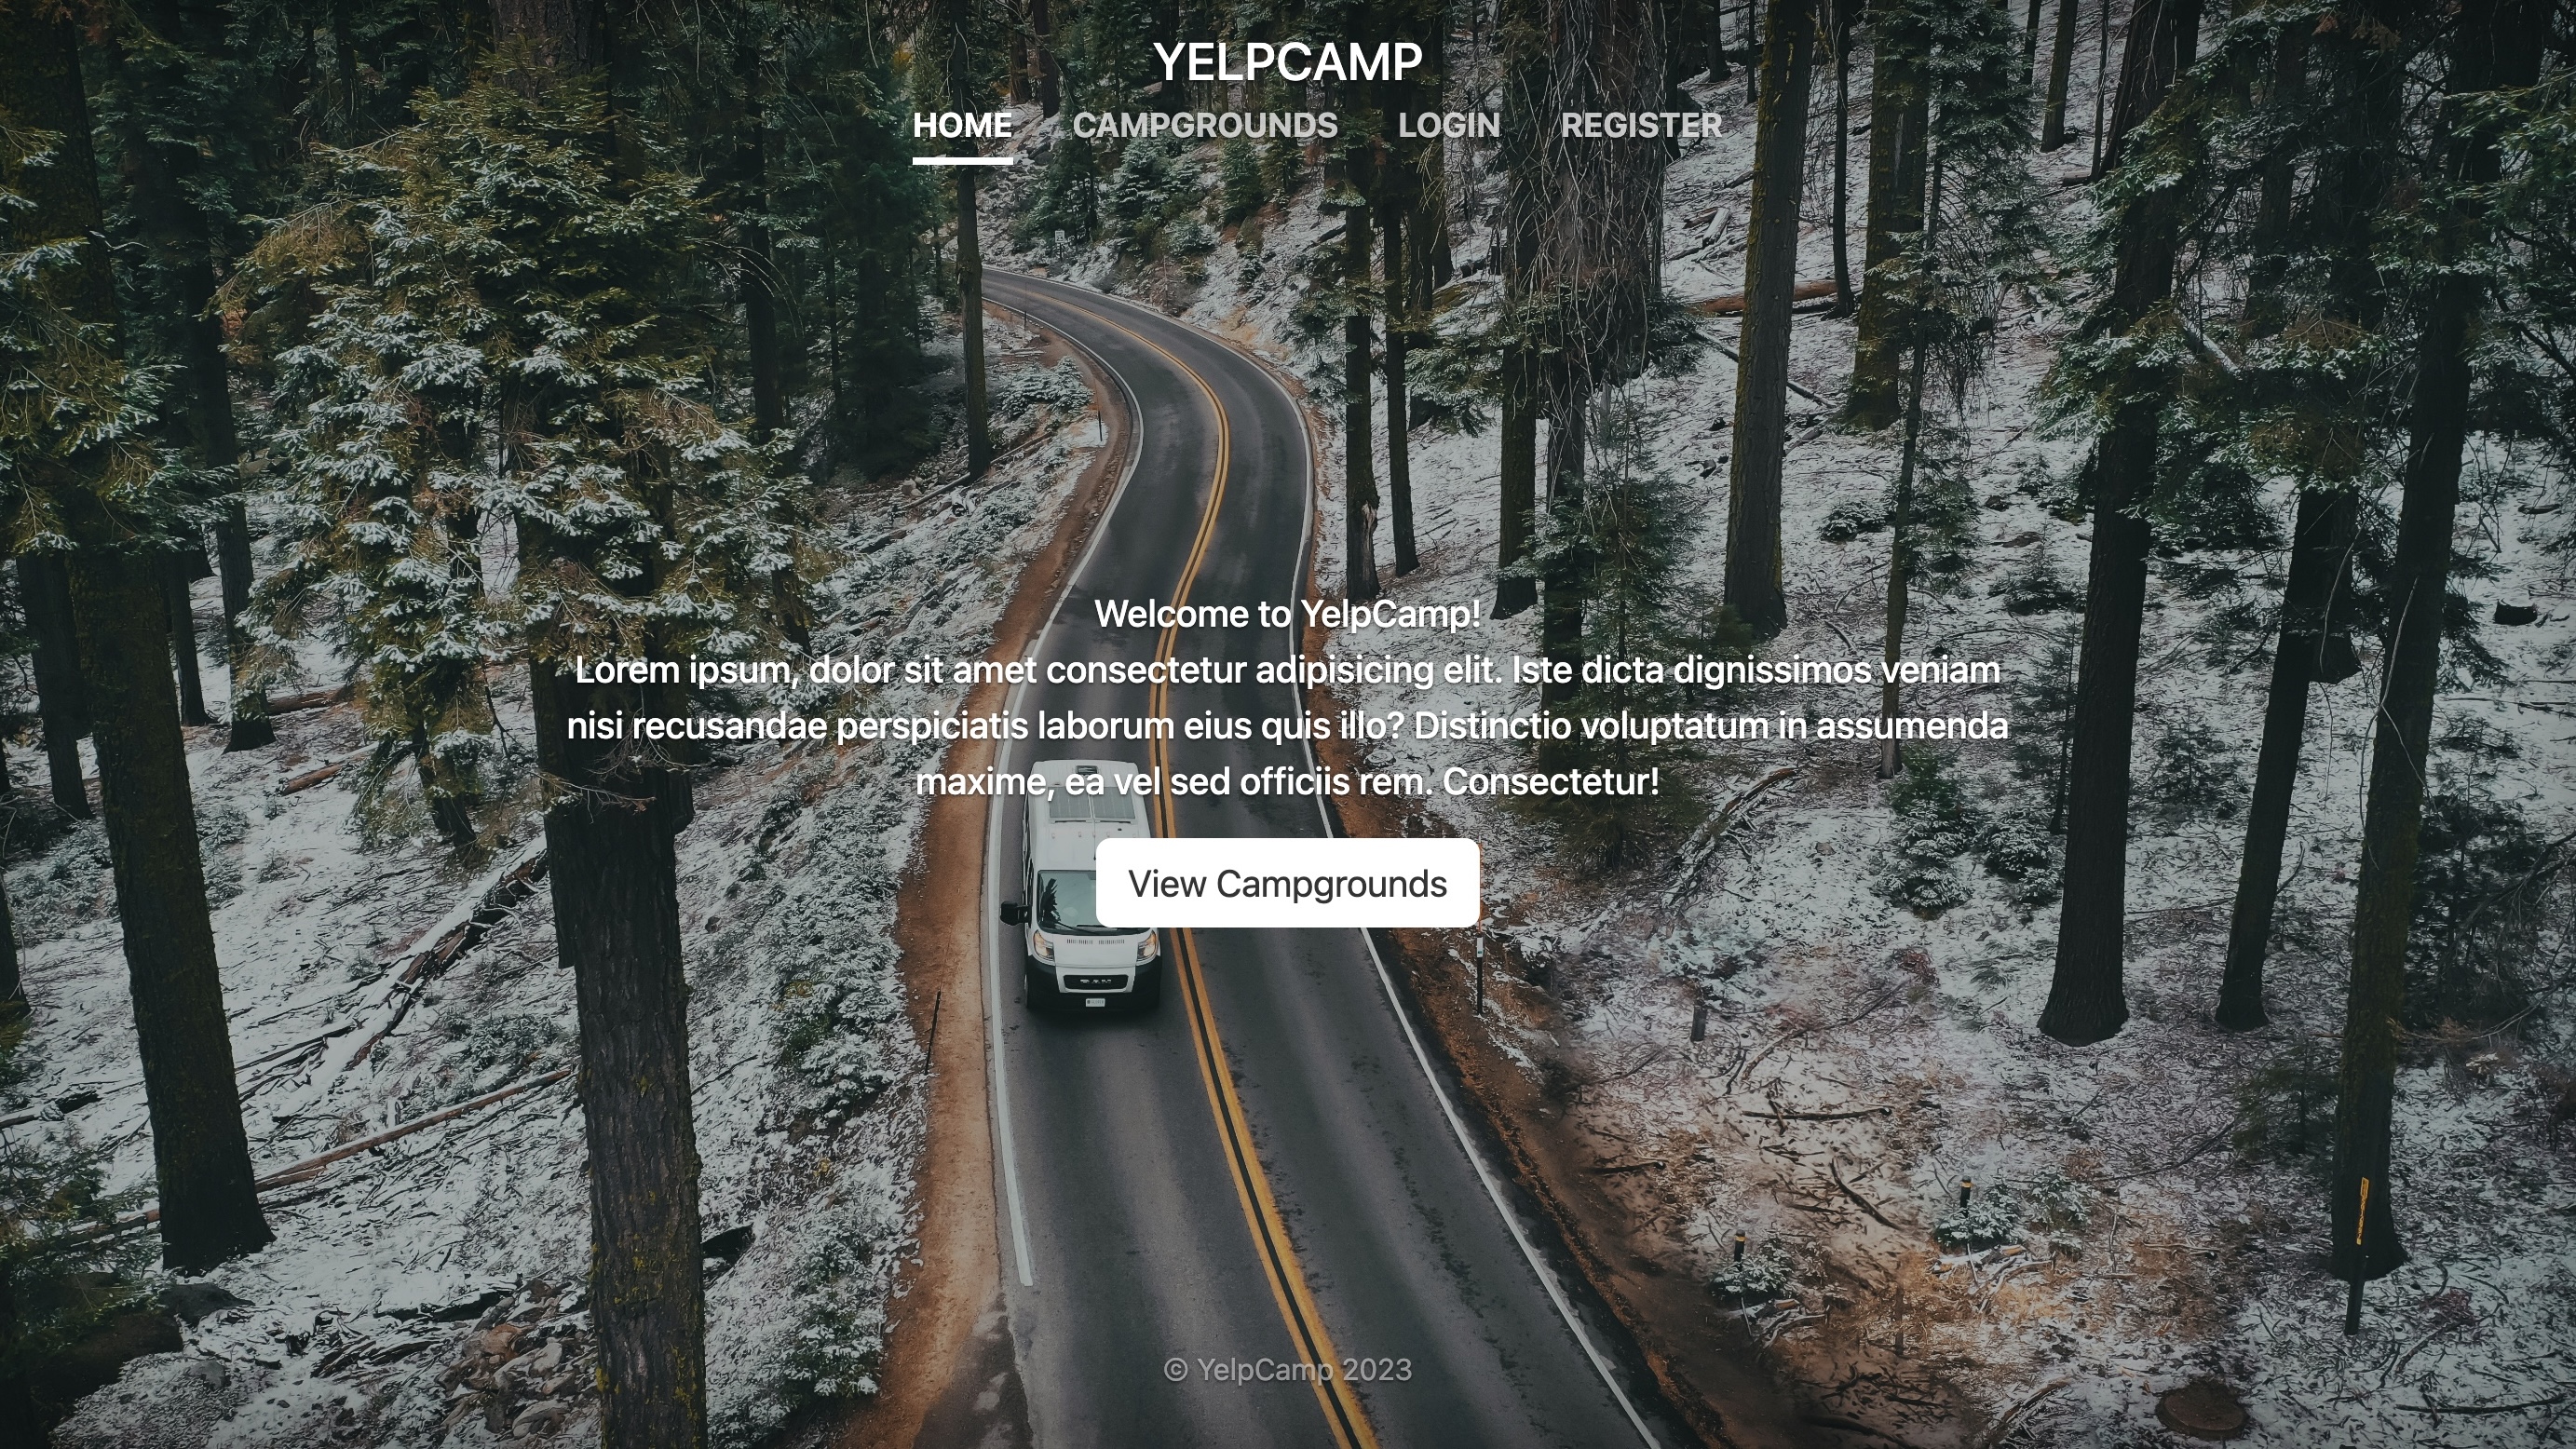 YELPCAMP
HOME CAMPGROUNDS LOGIN REGISTER
Welcome to YelpCamp!
Lorem ipsum, dolor sit amet consectetur adipisicing elit. Iste dicta dignissimos veniam
nisi recusandae perspiciatis laborum eius quis illo? Distinctio voluptatum in assumenda
maxime, ea vel sed officiis rem. Consectetur!
View Campgrounds
RAM
© YelpCamp 2023